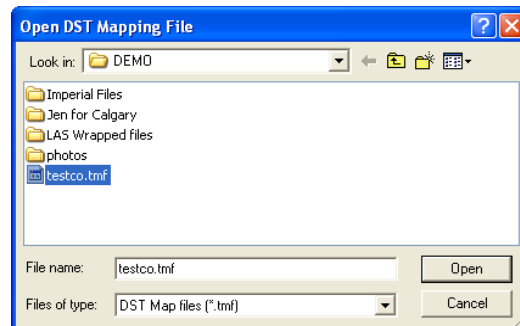 Open DST Mapping File
Look in: DEMO
Imperial Files
Jen for Calgary
LAS Wrapped files
photos
testco.tmf
File name: testco.tmf Open
Files of type: DST Map files (*.tmf) Cancel